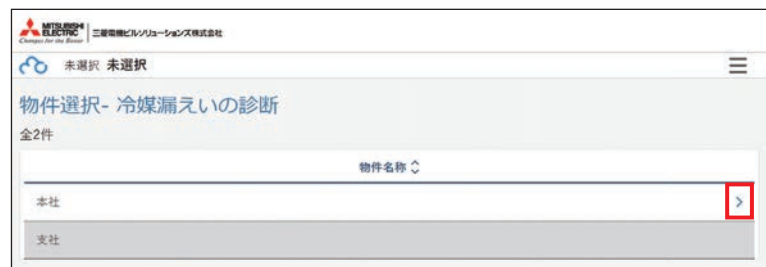 MITSUBISHI
ELECTRIC
Changes for the Better
三菱電機ビルソリューションズ株式会社
未選択 未選択
物件選択- 冷媒漏えいの診断
全2件
物件名称
本社
支社